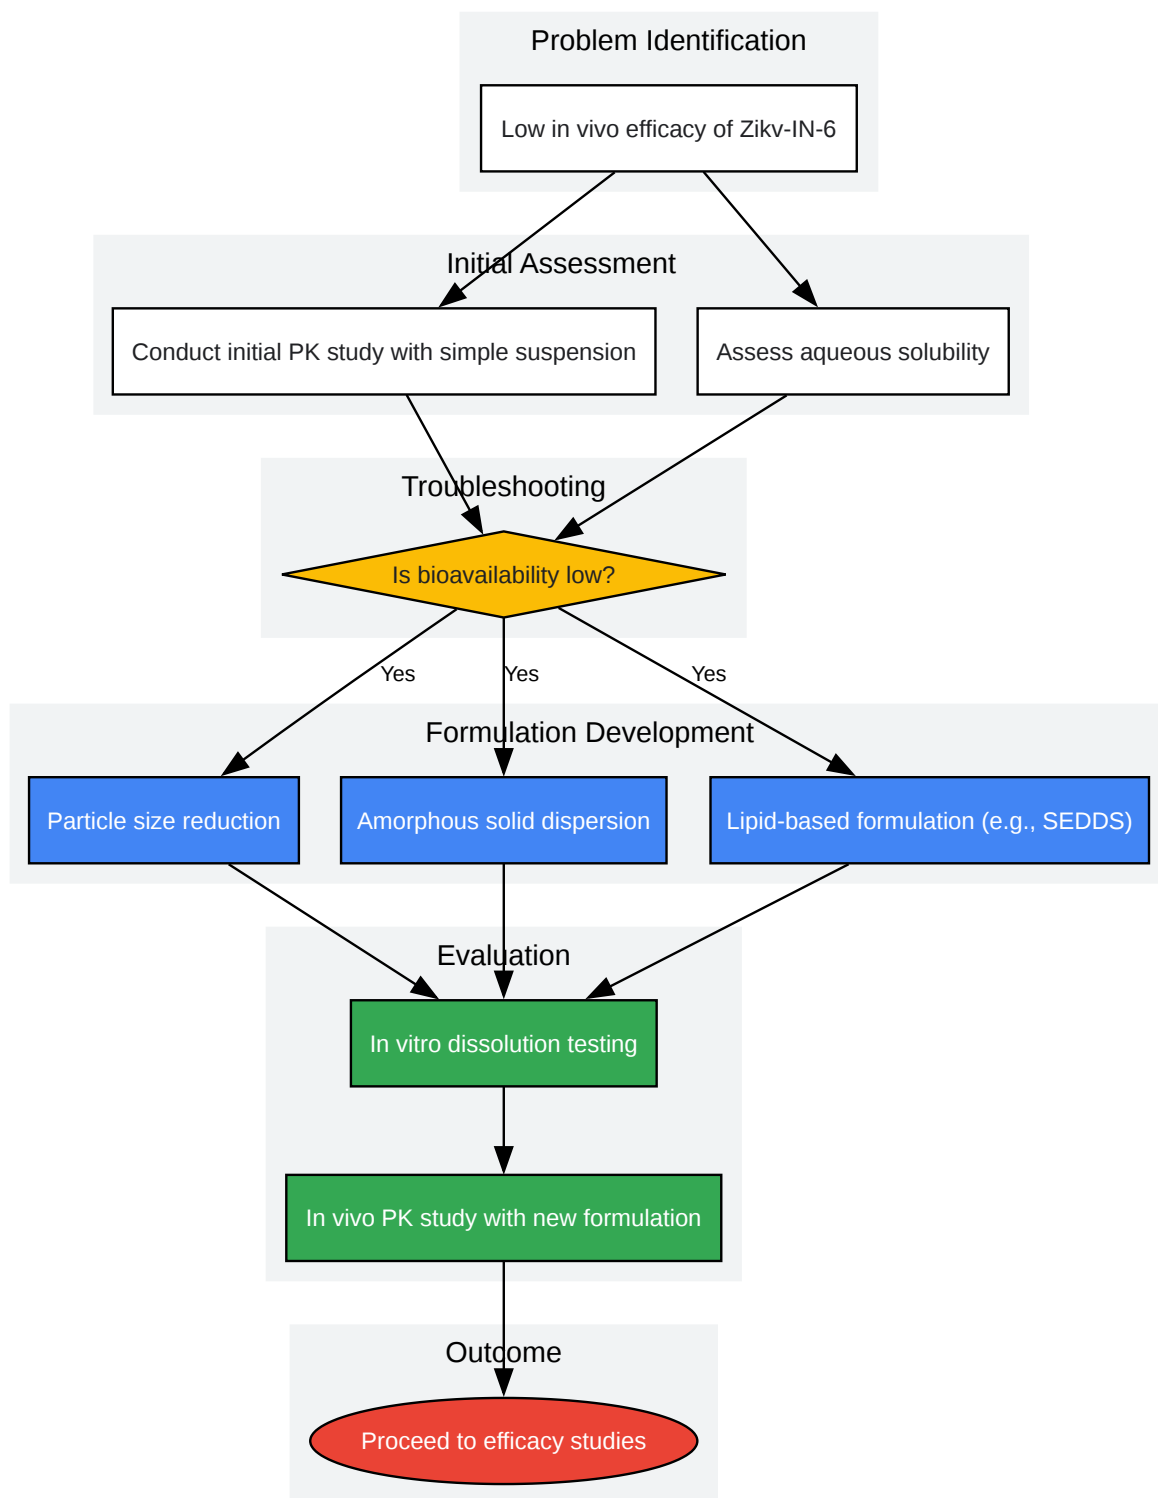 Problem Identification
Low in vivo efficacy of Zikv-IN-6
Initial Assessment
Conduct initial PK study with simple suspension
Assess aqueous solubility
Troubleshooting
Is bioavailability low?
Yes
Yes
Yes
Formulation Development
Particle size reduction
Amorphous solid dispersion
Lipid-based formulation (e.g., SEDDS)
Evaluation
In vitro dissolution testing
In vivo PK study with new formulation
Outcome
Proceed to efficacy studies